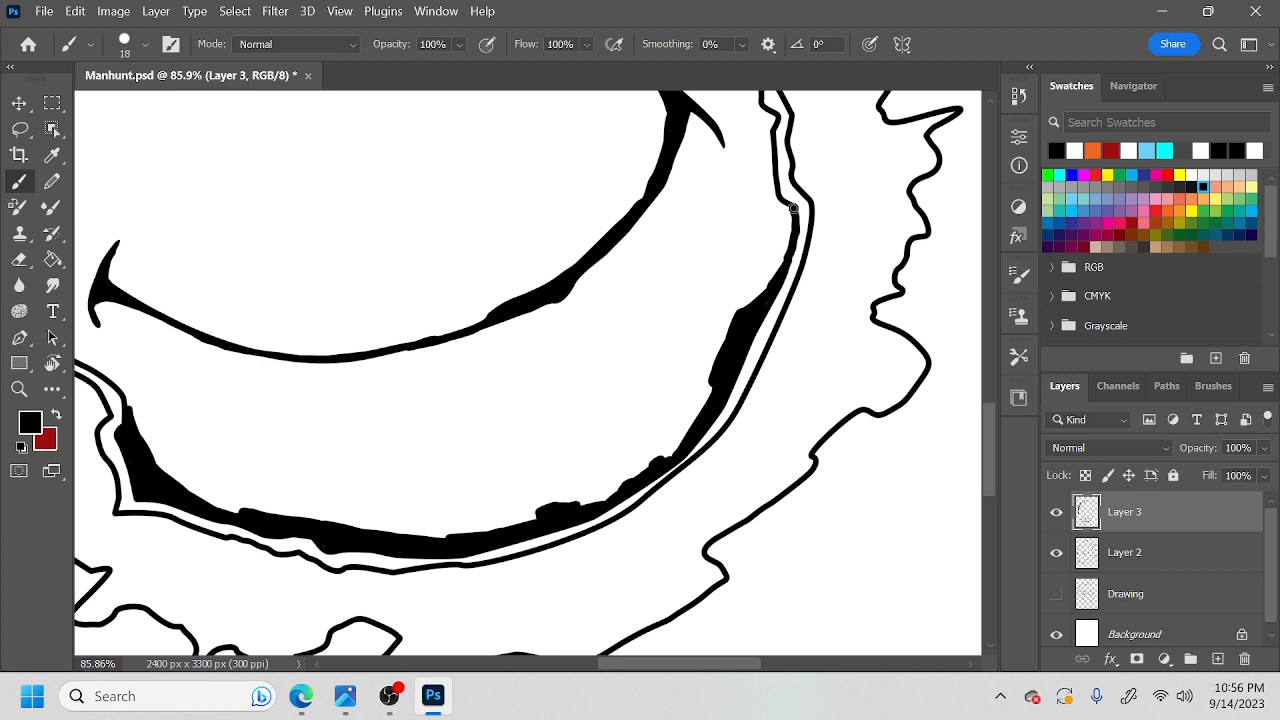 Ps File Edit Image Layer Type Select Filter 3D View Plugins Window Help
18 Mode: Normal Opacity: 100% Flow: 100% Smoothing: 0% 0° Share
Manhunt.psd @ 85.9% (Layer 3, RGB/8) *
Swatches Navigator
Search Swatches
RGB
CMYK
Grayscale
Layers Channels Paths Brushes
Kind
Normal Opacity: 100%
Lock: Fill: 100%
Layer 3
Layer 2
Drawing
Background
85.86% 2400 px x 3300 px (300 ppi)
Search Ps 10:56 PM
9/14/2023